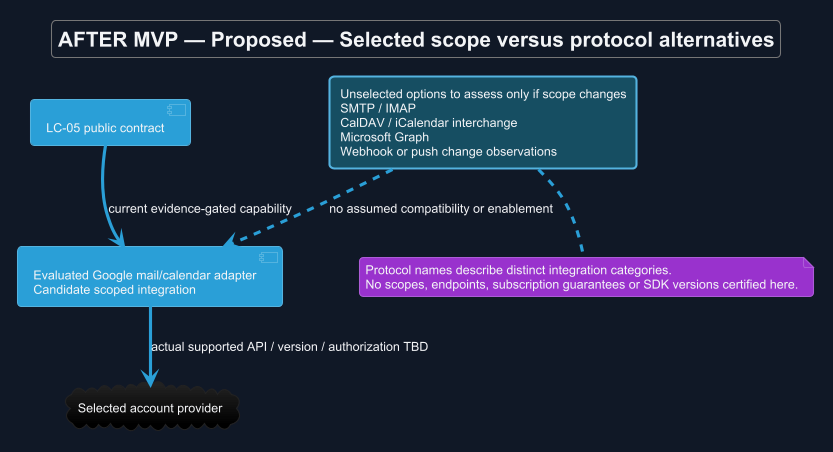 AFTER MVP — Proposed — Selected scope versus protocol alternatives
Unselected options to assess only if scope changes
SMTP / IMAP
CalDAV / iCalendar interchange
Microsoft Graph
Webhook or push change observations
LC-05 public contract
current evidence-gated capability
no assumed compatibility or enablement
Evaluated Google mail/calendar adapter
Candidate scoped integration
Protocol names describe distinct integration categories.
No scopes, endpoints, subscription guarantees or SDK versions certified here.
actual supported API / version / authorization TBD
Selected account provider